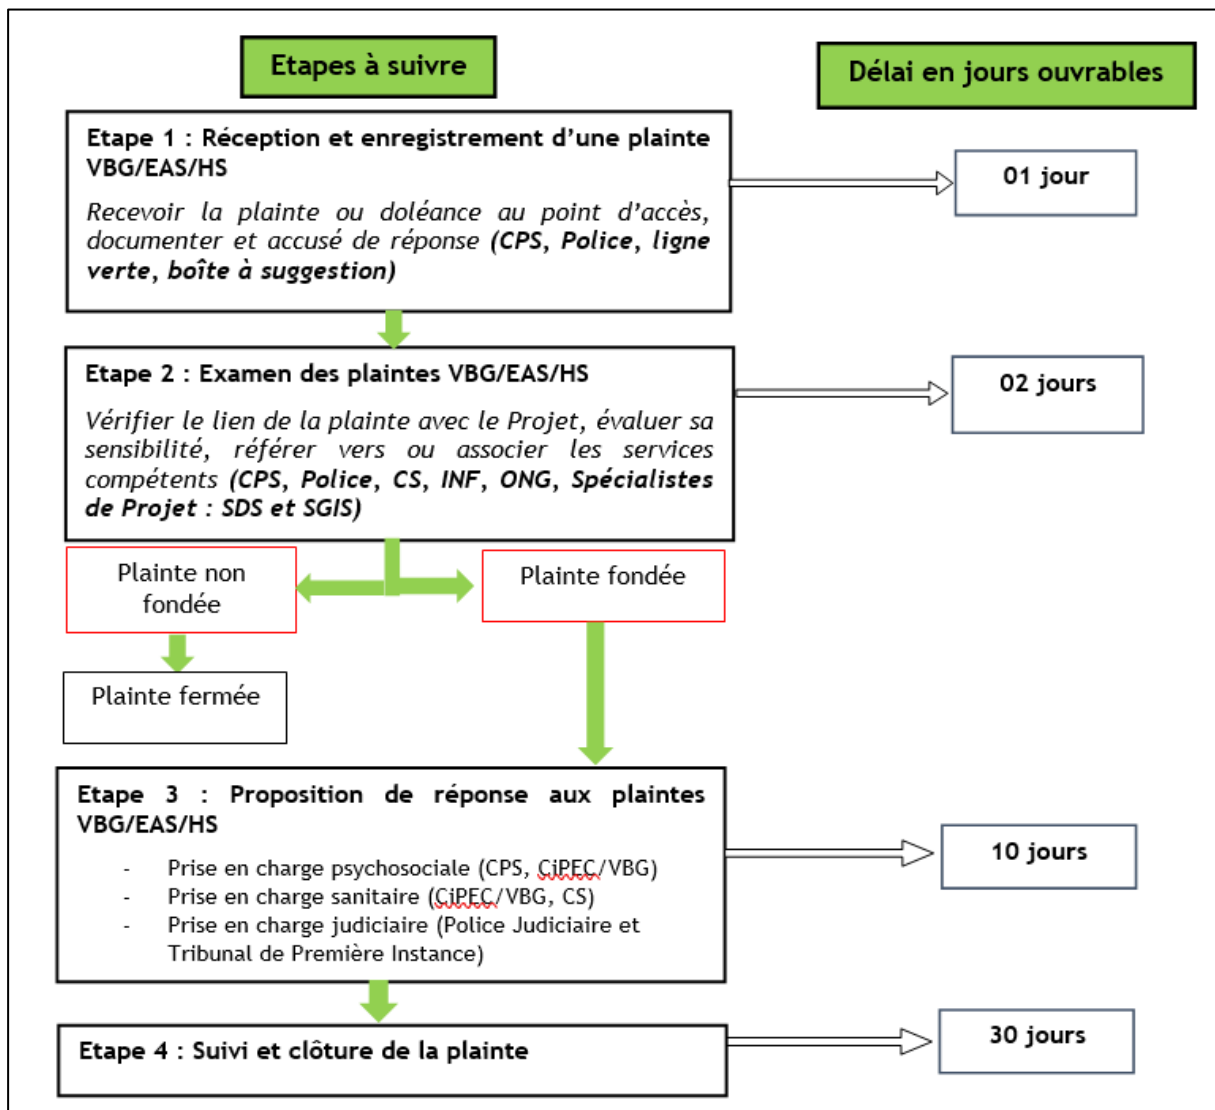 Etapes à suivre
Délai en jours ouvrables
Etape 1 : Réception et enregistrement d’une plainte
VBG/EAS/HS
Recevoir la plainte ou doléance au point d’accès,
documenter et accusé de réponse (CPS, Police, ligne
verte, boîte à suggestion)
01 jour
Etape 2 : Examen des plaintes VBG/EAS/HS
Vérifier le lien de la plainte avec le Projet, évaluer sa
sensibilité, référer vers ou associer les services
compétents (CPS, Police, CS, INF, ONG, Spécialistes
de Projet : SDS et SGIS)
02 jours
Plainte non
fondée
Plainte fondée
Plainte fermée
Etape 3 : Proposition de réponse aux plaintes
VBG/EAS/HS
- Prise en charge psychosociale (CPS, CiPEC/VBG)
- Prise en charge sanitaire (CiPEC/VBG, CS)
- Prise en charge judiciaire (Police Judiciaire et
Tribunal de Première Instance)
10 jours
Etape 4 : Suivi et clôture de la plainte
30 jours